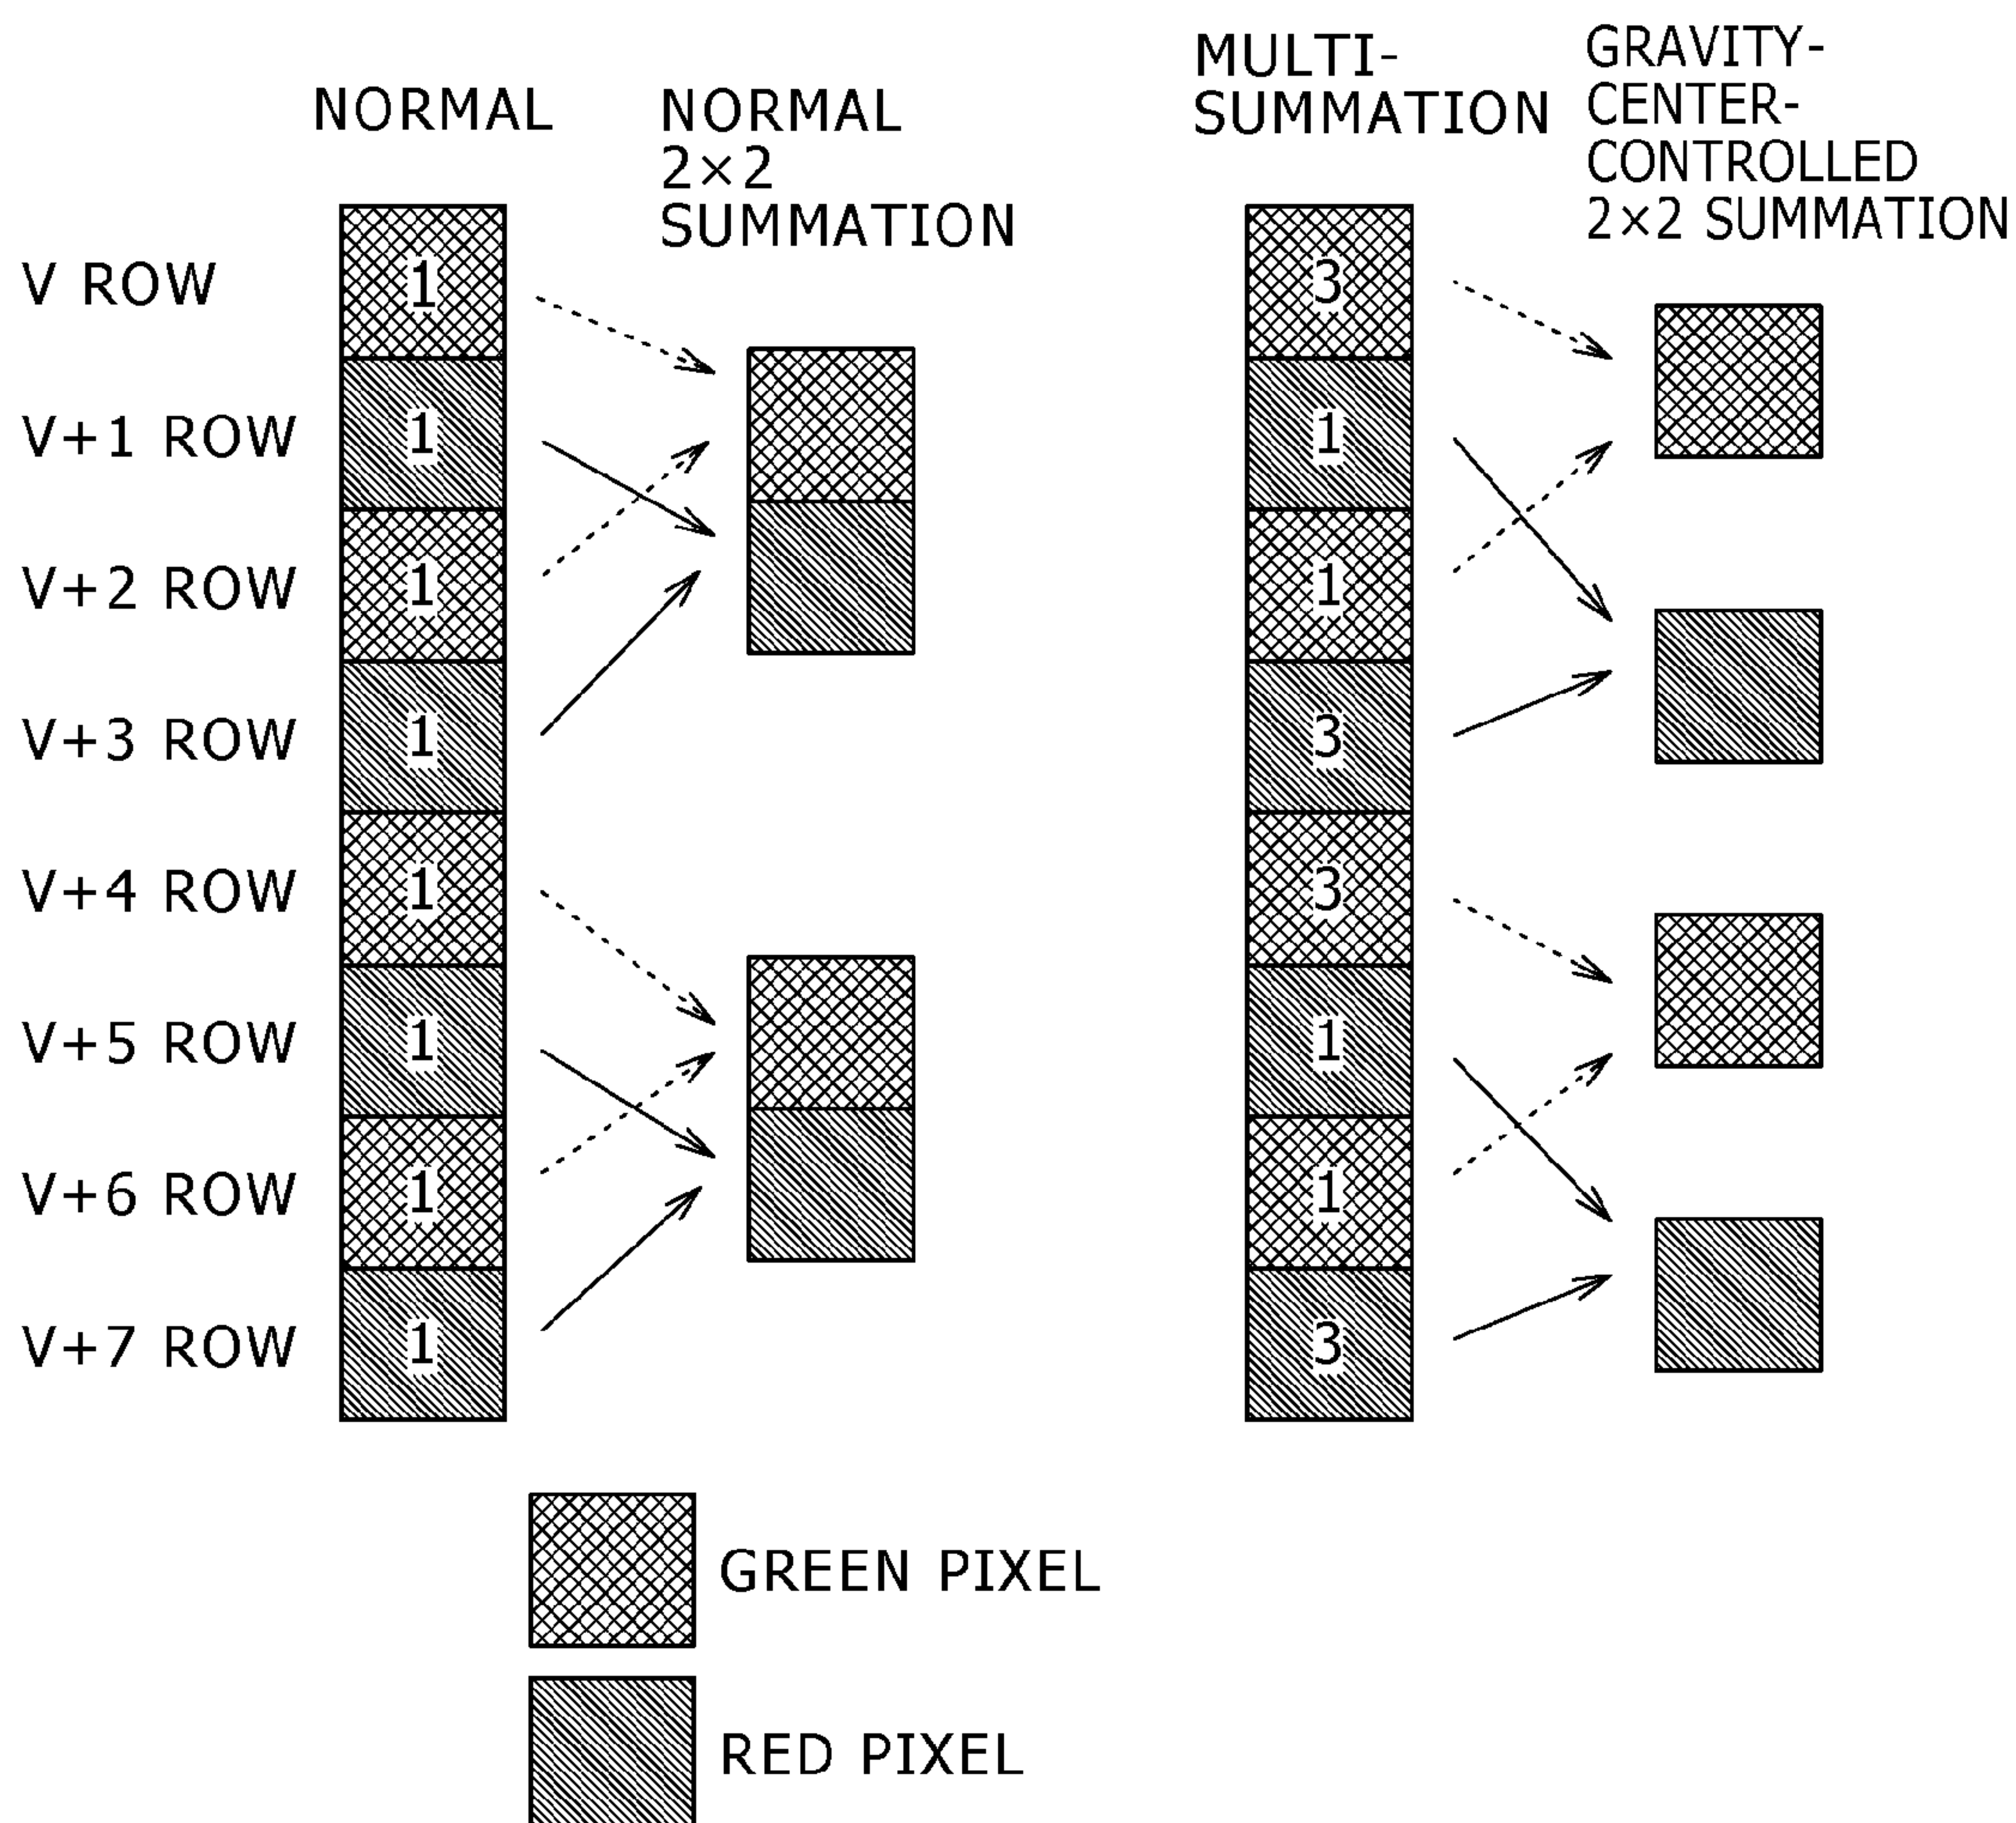 NORMAL
NORMAL
2×2
SUMMATION
MULTI-
SUMMATION
GRAVITY-
CENTER-
CONTROLLED
2×2 SUMMATION
V ROW
1
3
V+1 ROW
1
1
V+2 ROW
1
1
V+3 ROW
1
3
V+4 ROW
1
3
V+5 ROW
1
1
V+6 ROW
1
1
V+7 ROW
1
3
GREEN PIXEL
RED PIXEL